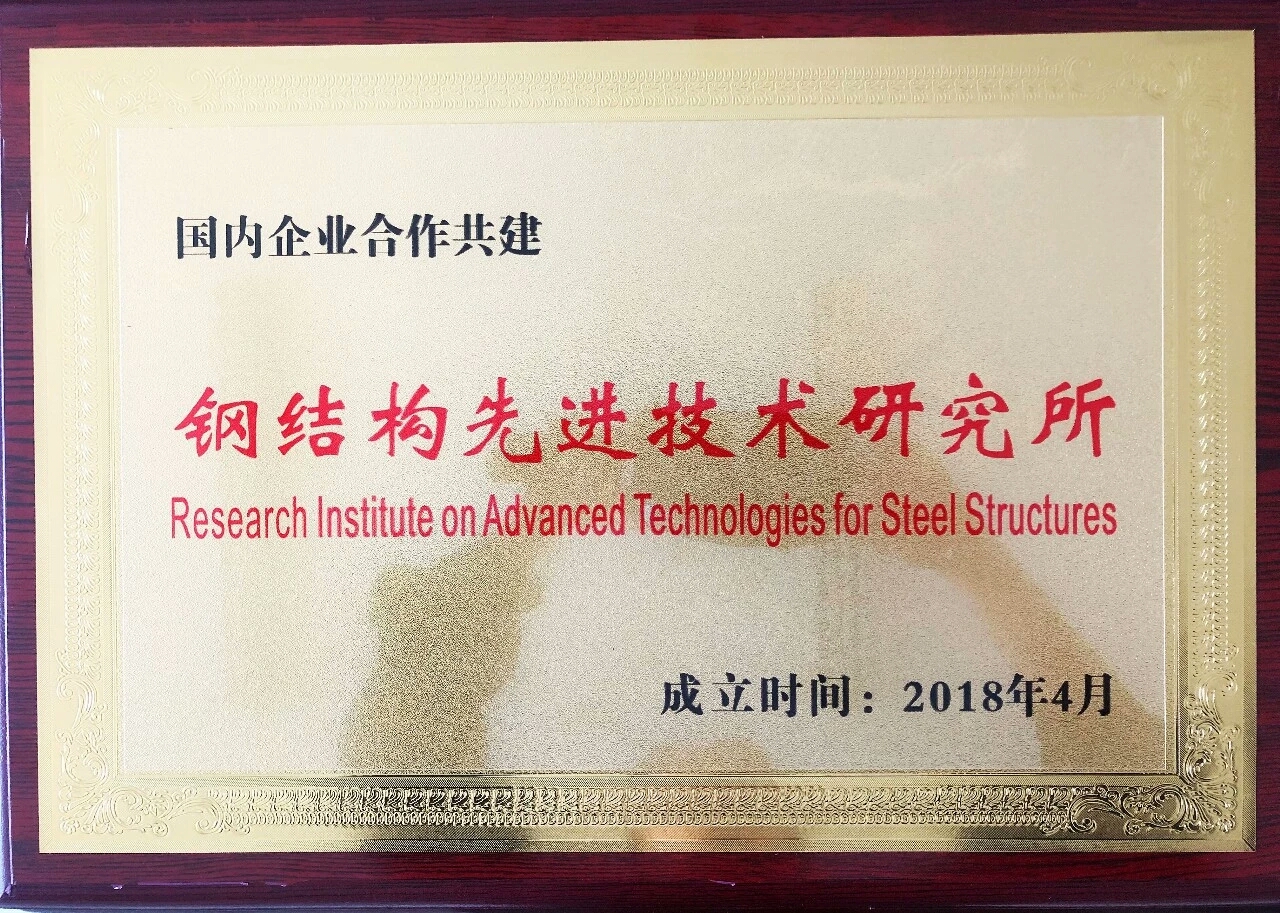 国内企业合作共建
钢结构先进技术研究所
Research Institute on Advanced Technologies for Steel Structures
成立时间：2018年4月